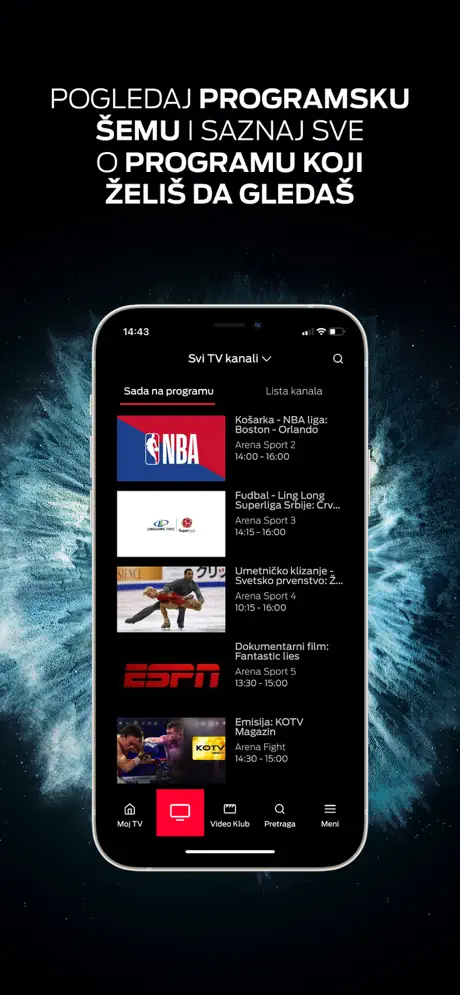 POGLEDAJ PROGRAMSKU
ŠEMU I SAZNAJ SVE
O PROGRAMU KOJI
ŽELIŠ DA GLEDAŠ
14:43
Svi TV kanali
Sada na programu
Lista kanala
NBA
Košarka - NBA liga:
Boston - Orlando
Arena Sport 2
14:00 - 16:00
Fudbal - Ling Long
Superliga Srbije: Crv...
Arena Sport 3
14:15 - 16:00
Umetničko klizanje -
Svetsko prvenstvo: Ž...
Arena Sport 4
10:15 - 16:00
ESPN
Dokumentarni film:
Fantastic lies
Arena Sport 5
13:30 - 15:00
KOTV
Emisija: KOTV
Magazin
Arena Fight
14:30 - 15:00
Moj TV
Video Klub
Pretraga
Meni